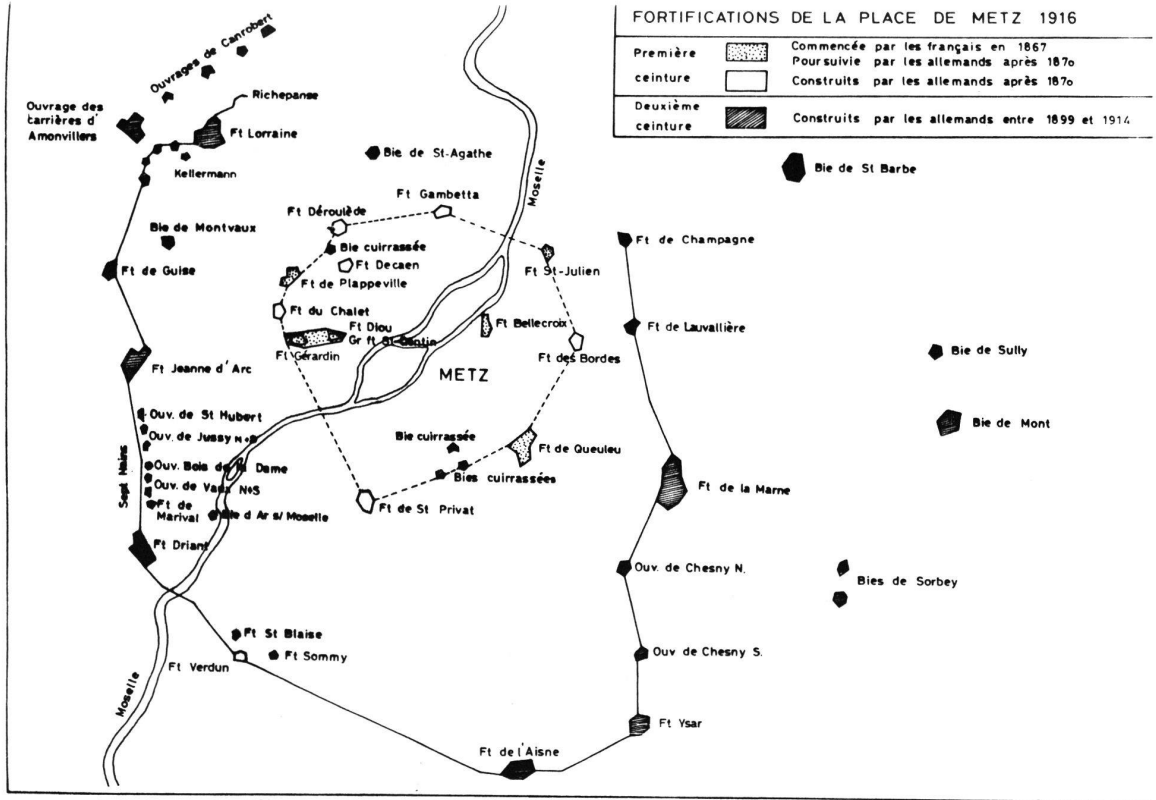 FORTIFICATIONS DE LA PLACE DE METZ 1916
Première
ceinture
Commencée par les français en 1867
Poursuivie par les allemands après 1870
Construits par les allemands après 1870
Deuxième
ceinture
Construits par les allemands entre 1899 et 1914
Ouvrages de Canrobert
Richepanse
Ouvrage des
carrières d'
Amonvillers
Ft Lorraine
Kellermann
Bie de St-Agathe
Moselle
Bie de St Barbe
Ft Gambetta
Ft Déroulède
Bie de Montvaux
Bie cuirrassée
Ft de Champagne
Ft Decaen
Ft de Guise
Ft St-Julien
Ft de Plappeville
Ft du Chalet
Ft Diou
Gr ft St-Centin
Ft Bellecroix
Ft de Lauvallière
Ft Gérardin
Ft des Bordes
Bie de Sully
Ft Jeanne d'Arc
METZ
Ouv. de St Hubert
Bie de Mont
Ouv. de Jussy N+S
Bie cuirrassée
Ft de Queuleu
Ouv. Bois de la Dame
Sept Nains
Bies cuirrassées
Ouv. de Vaux N+S
Ft de la Marne
Ft de
Marival
Bie d Ar s/Moselle
Ft de St Privat
Ft Driant
Ouv. de Chesny N.
Bies de Sorbey
Ft St Blaise
Ft Sommy
Ft Verdun
Ouv de Chesny S.
Moselle
Ft Ysar
Ft de l'Aisne